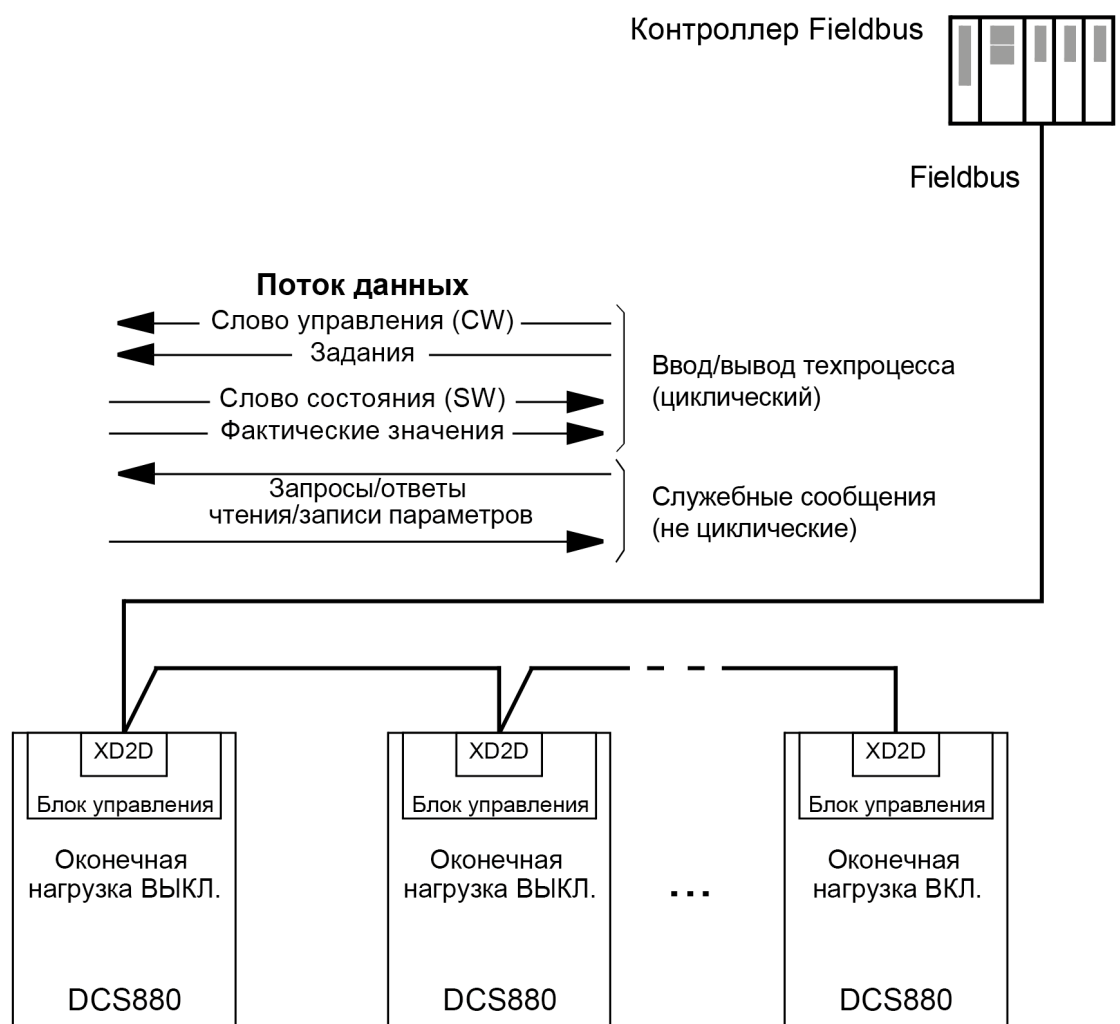 Контроллер Fieldbus
Fieldbus
Поток данных
Слово управления (CW)
Задания
Слово состояния (SW)
Фактические значения
Ввод/вывод техпроцесса
(циклический)
Запросы/ответы
чтения/записи параметров
Служебные сообщения
(не циклические)
XD2D
Блок управления
Оконечная
нагрузка ВЫКЛ.
DCS880
XD2D
Блок управления
Оконечная
нагрузка ВЫКЛ.
DCS880
...
XD2D
Блок управления
Оконечная
нагрузка ВКЛ.
DCS880